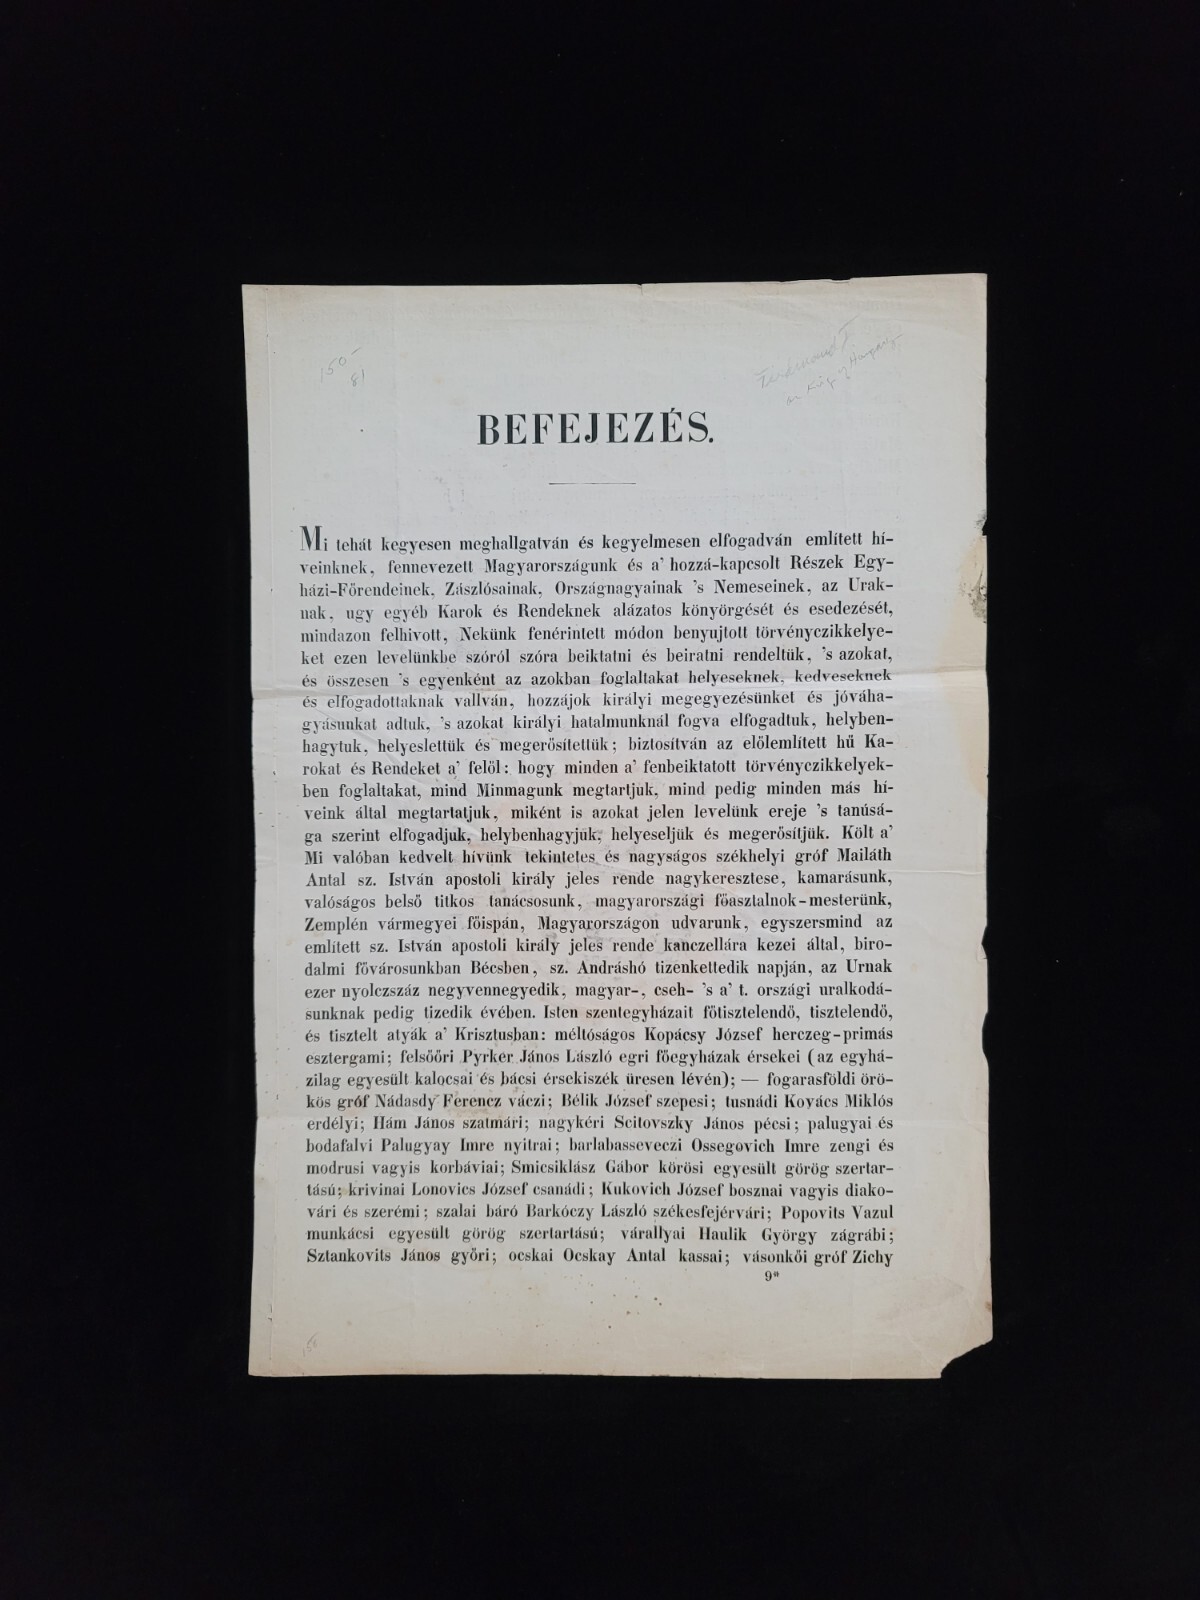 150-
81
Ferdinand I
as King of Hungary
BEFEJEZÉS.
Mi tehát kegyesen meghallgatván és kegyelmesen elfogadván említett hí-
veinknek, fennevezett Magyarországunk és a' hozzá-kapcsolt Részek Egy-
házi-Főrendeinek, Zászlósainak, Országnagyainak 's Nemeseinek, az Urak-
nak, ugy egyéb Karok és Rendeknek alázatos könyörgését és esedezését,
mindazon felhivott, Nekünk fenérintett módon benyujtott törvényczikkelye-
ket ezen levelünkbe szóról szóra beiktatni és beiratni rendeltük, 's azokat,
és összesen 's egyenként az azokban foglaltakat helyeseknek, kedveseknek
és elfogadottaknak vallván, hozzájok királyi megegyezésünket és jóváha-
gyásunkat adtuk, 's azokat királyi hatalmunknál fogva elfogadtuk, helyben-
hagytuk, helyeslettük és megerősítettük; biztosítván az elölemlített hű Ka-
rokat és Rendeket a' felöl: hogy minden a' fenbeiktatott törvényczikkelyek-
ben foglaltakat, mind Minmagunk megtartjuk, mind pedig minden más hí-
veink által megtartatjuk, miként is azokat jelen levelünk ereje 's tanúsá-
ga szerint elfogadjuk, helybenhagyjuk, helyeseljük és megerősítjük. Költ a'
Mi valóban kedvelt hívünk tekintetes és nagyságos székhelyi gróf Mailáth
Antal sz. István apostoli király jeles rende nagykeresztese, kamarásunk,
valóságos belső titkos tanácsosunk, magyarországi főasztalnok-mesterünk,
Zemplén vármegyei főispán, Magyarországon udvarunk, egyszersmind az
említett sz. István apostoli király jeles rende kanczellára kezei által, biro-
dalmi fővárosunkban Bécsben, sz. Andráshó tizenkettedik napján, az Urnak
ezer nyolczszáz negyvennegyedik, magyar-, cseh- 's a' t. országi uralkodá-
sunknak pedig tizedik évében. Isten szentegyházait főtisztelendő, tisztelendő,
és tisztelt atyák a' Krisztusban: méltóságos Kopácsy József herczeg-primás
esztergami; felsőőri Pyrker János László egri főegyházak érsekei (az egyhá-
zilag egyesült kalocsai és bácsi érsekiszék üresen lévén); — fogarasföldi örö-
kös gróf Nádasdy Ferencz váczi; Bélik József szepesi; tusnádi Kovács Miklós
erdélyi; Hám János szatmári; nagykéri Scitovszky János pécsi; palugyai és
bodafalvi Palugyay Imre nyitrai; barlabasseveczi Ossegovich Imre zengi és
modrusi vagyis korbáviai; Smicsiklász Gábor körösi egyesült görög szertar-
tású; krivinai Lonovics József csanádi; Kukovich József bosznai vagyis diako-
vári és szerémi; szalai báró Barkóczy László székesfejérvári; Popovits Vazul
munkácsi egyesült görög szertartású; várallyai Haulik György zágrábi;
Sztankovits János győri; ocskai Ocskay Antal kassai; vásonkői gróf Zichy
9*
150